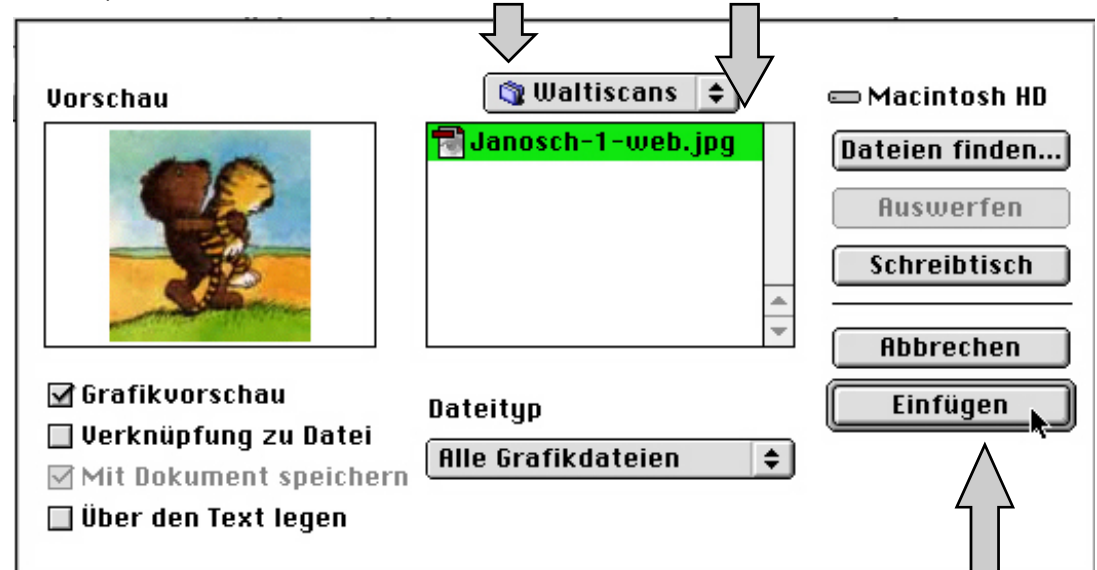 Vorschau
Waltiscans
Macintosh HD
Janosch-1-web.jpg
Dateien finden...
Auswerfen
Schreibtisch
Abbrechen
Einfügen
Grafikvorschau
Verknüpfung zu Datei
Mit Dokument speichern
Über den Text legen
Dateityp
Alle Grafikdateien